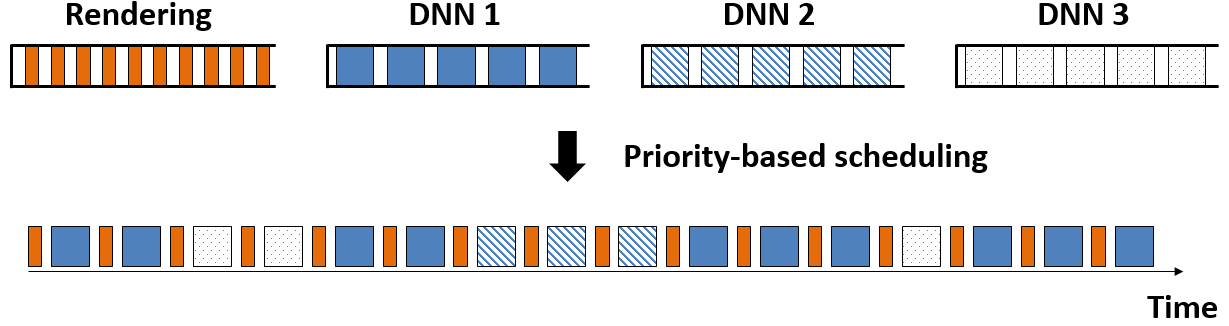 Rendering
DNN 1
DNN 2
DNN 3
Priority-based scheduling
Time